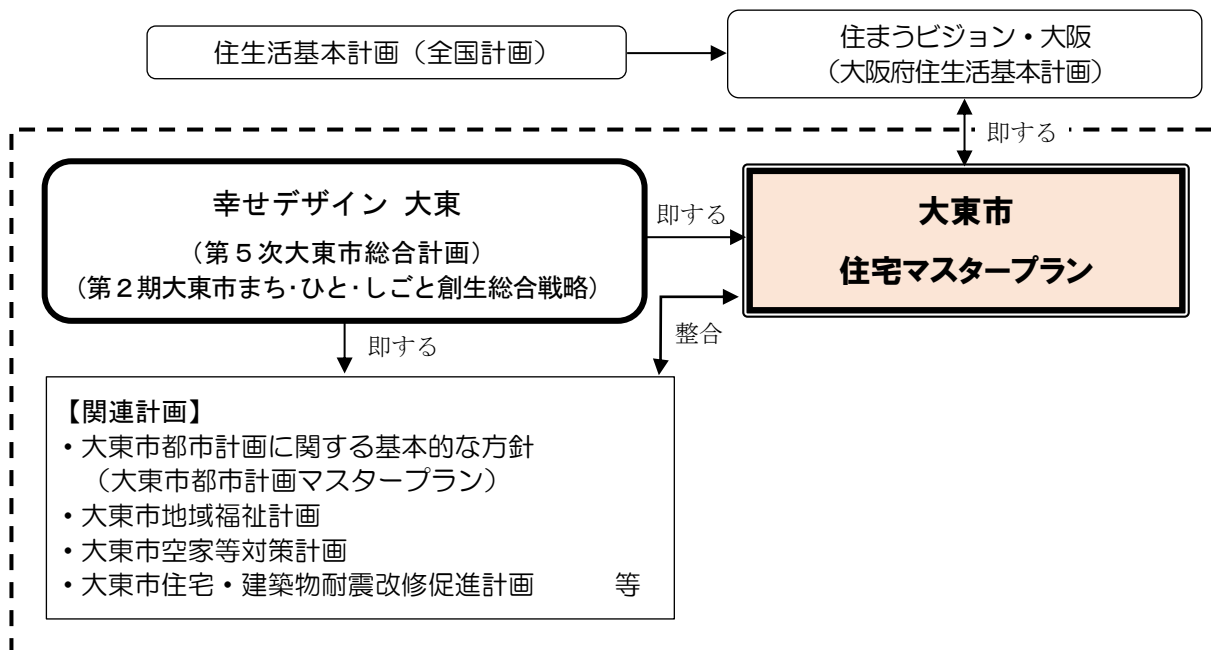 住生活基本計画（全国計画）
住まうビジョン・大阪
（大阪府住生活基本計画）
即する
幸せデザイン 大東
（第５次大東市総合計画）
（第２期大東市まち･ひと･しごと創生総合戦略）
即する
大東市
住宅マスタープラン
即する
整合
【関連計画】
・大東市都市計画に関する基本的な方針
（大東市都市計画マスタープラン）
・大東市地域福祉計画
・大東市空家等対策計画
・大東市住宅・建築物耐震改修促進計画　　　等